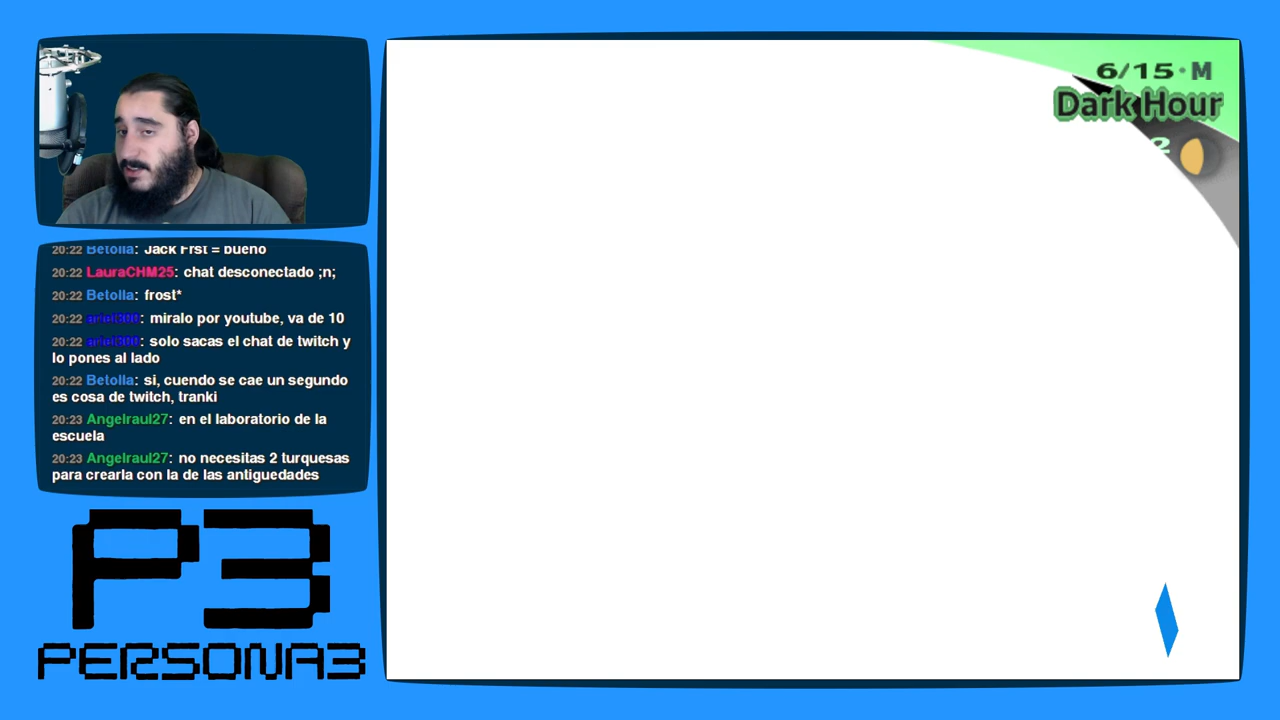 6/15·M
Dark Hour
2
20:22 Betolla: Jack Frst = bueno
20:22 LauraCHM25: chat desconectado ;n;
20:22 Betolla: frost*
: miralo por youtube, va de 10
20:22
: solo sacas el chat de twitch y
20:22
lo pones al lado
20:22 Betolla: si, cuendo se cae un segundo
es cosa de twitch, tranki
20:23 Angelraul27: en el laboratorio de la
escuela
20:23 Angelraul27: no necesitas 2 turquesas
para crearla con la de las antiguedades
P3
PERSONA3